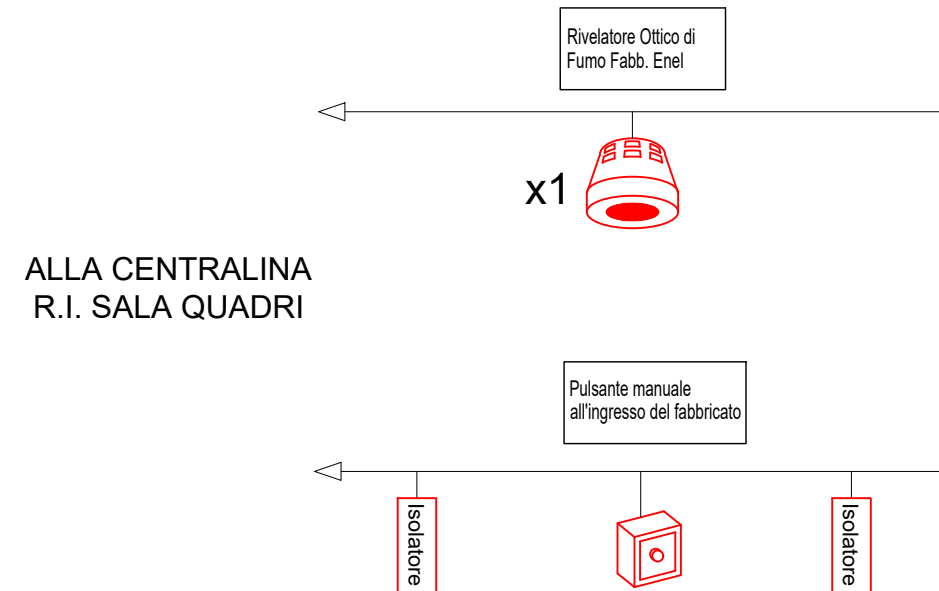 Rivelatore Ottico di
Fumo Fabb. Enel
x1
ALLA CENTRALINA
R.I. SALA QUADRI
Pulsante manuale
all'ingresso del fabbricato
Isolatore
Isolatore